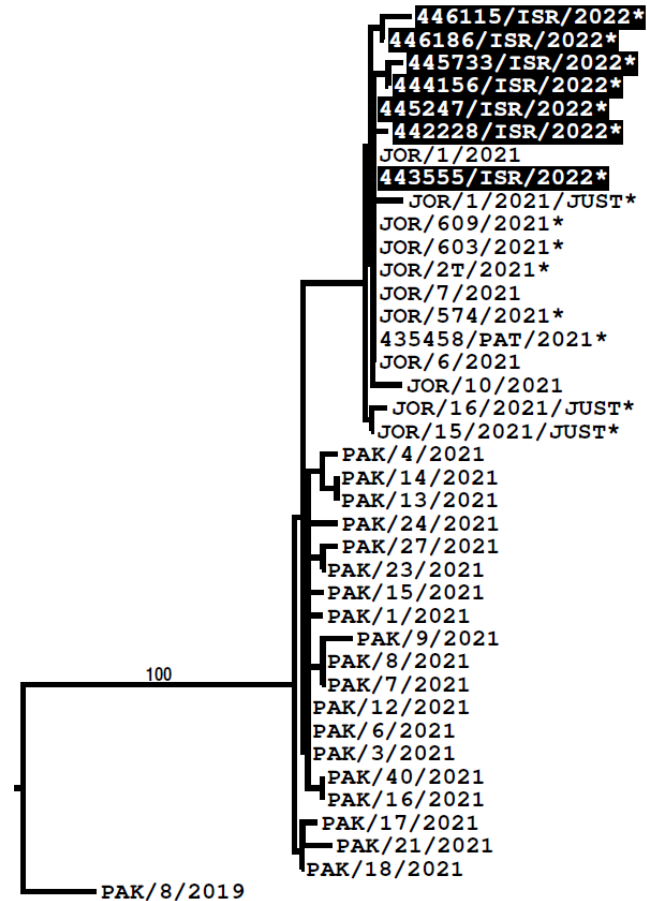 446115/ISR/2022*
446186/ISR/2022*
445733/ISR/2022*
444156/ISR/2022*
445247/ISR/2022*
442228/ISR/2022*
JOR/1/2021
443555/ISR/2022*
JOR/1/2021/JUST*
JOR/609/2021*
JOR/603/2021*
JOR/2T/2021*
JOR/7/2021
JOR/574/2021*
435458/PAT/2021*
JOR/6/2021
JOR/10/2021
JOR/16/2021/JUST*
JOR/15/2021/JUST*
PAK/4/2021
PAK/14/2021
PAK/13/2021
PAK/24/2021
PAK/27/2021
PAK/23/2021
PAK/15/2021
PAK/1/2021
PAK/9/2021
PAK/8/2021
100
PAK/7/2021
PAK/12/2021
PAK/6/2021
PAK/3/2021
PAK/40/2021
PAK/16/2021
PAK/17/2021
PAK/21/2021
PAK/18/2021
PAK/8/2019